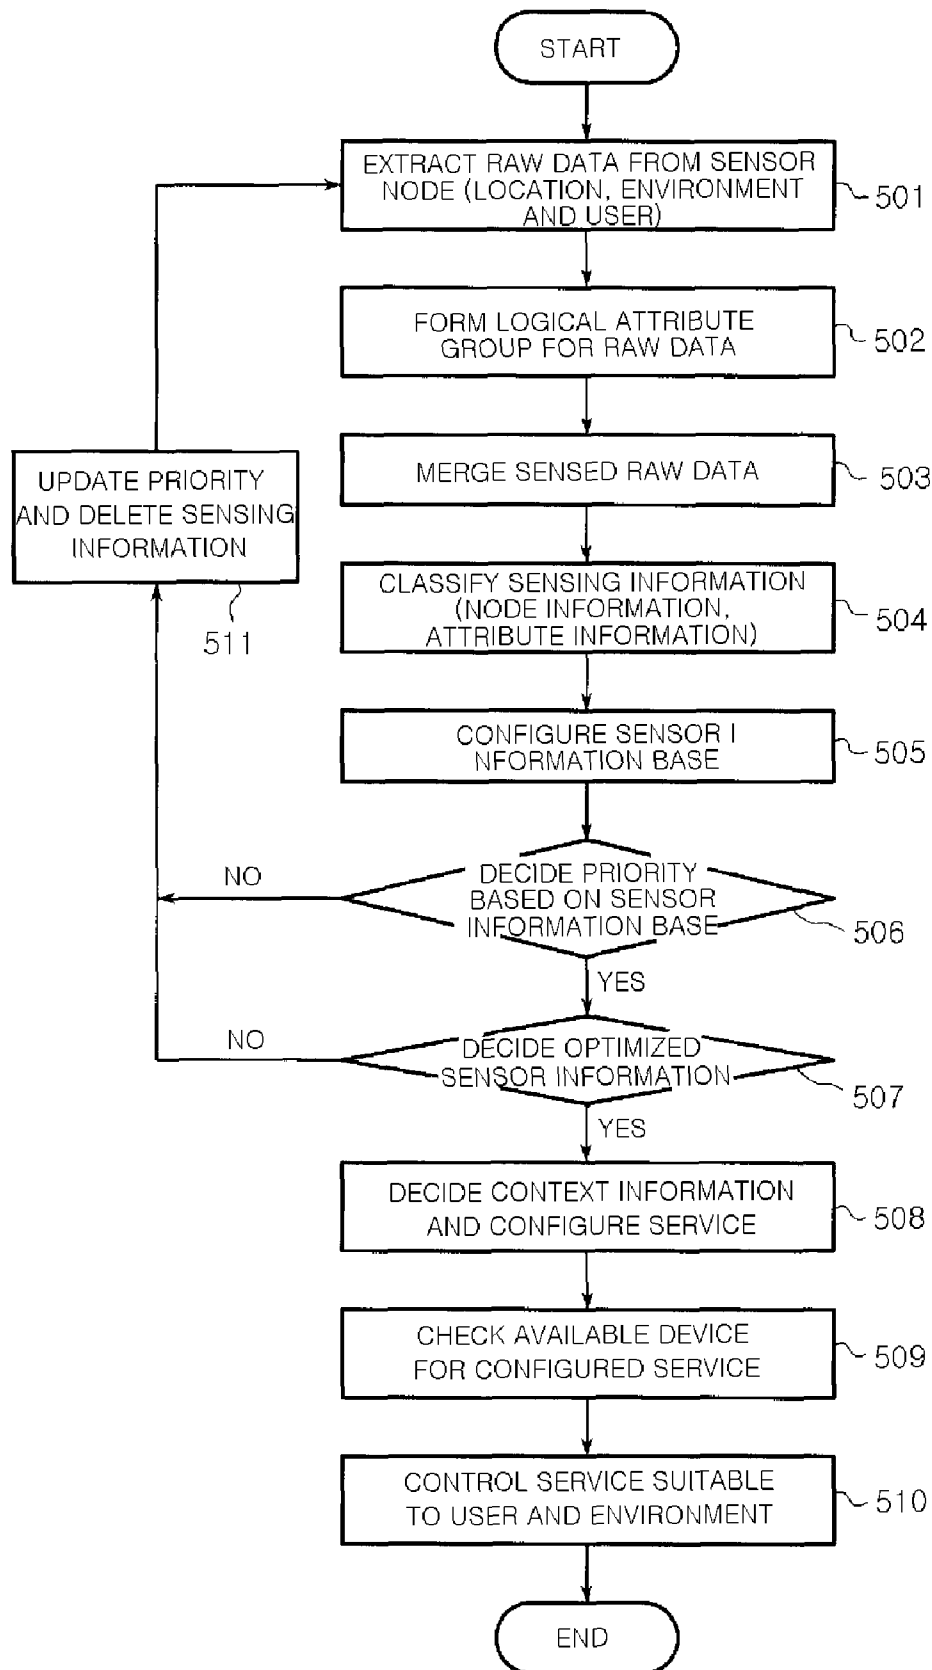 START
EXTRACT RAW DATA FROM SENSOR
NODE (LOCATION, ENVIRONMENT
AND USER)
501
FORM LOGICAL ATTRIBUTE
GROUP FOR RAW DATA
502
MERGE SENSED RAW DATA
503
UPDATE PRIORITY
AND DELETE SENSING
INFORMATION
511
CLASSIFY SENSING INFORMATION
(NODE INFORMATION,
ATTRIBUTE INFORMATION)
504
CONFIGURE SENSOR I
NFORMATION BASE
505
DECIDE PRIORITY
BASED ON SENSOR
INFORMATION BASE
506
NO
YES
DECIDE OPTIMIZED
SENSOR INFORMATION
507
NO
YES
DECIDE CONTEXT INFORMATION
AND CONFIGURE SERVICE
508
CHECK AVAILABLE DEVICE
FOR CONFIGURED SERVICE
509
CONTROL SERVICE SUITABLE
TO USER AND ENVIRONMENT
510
END